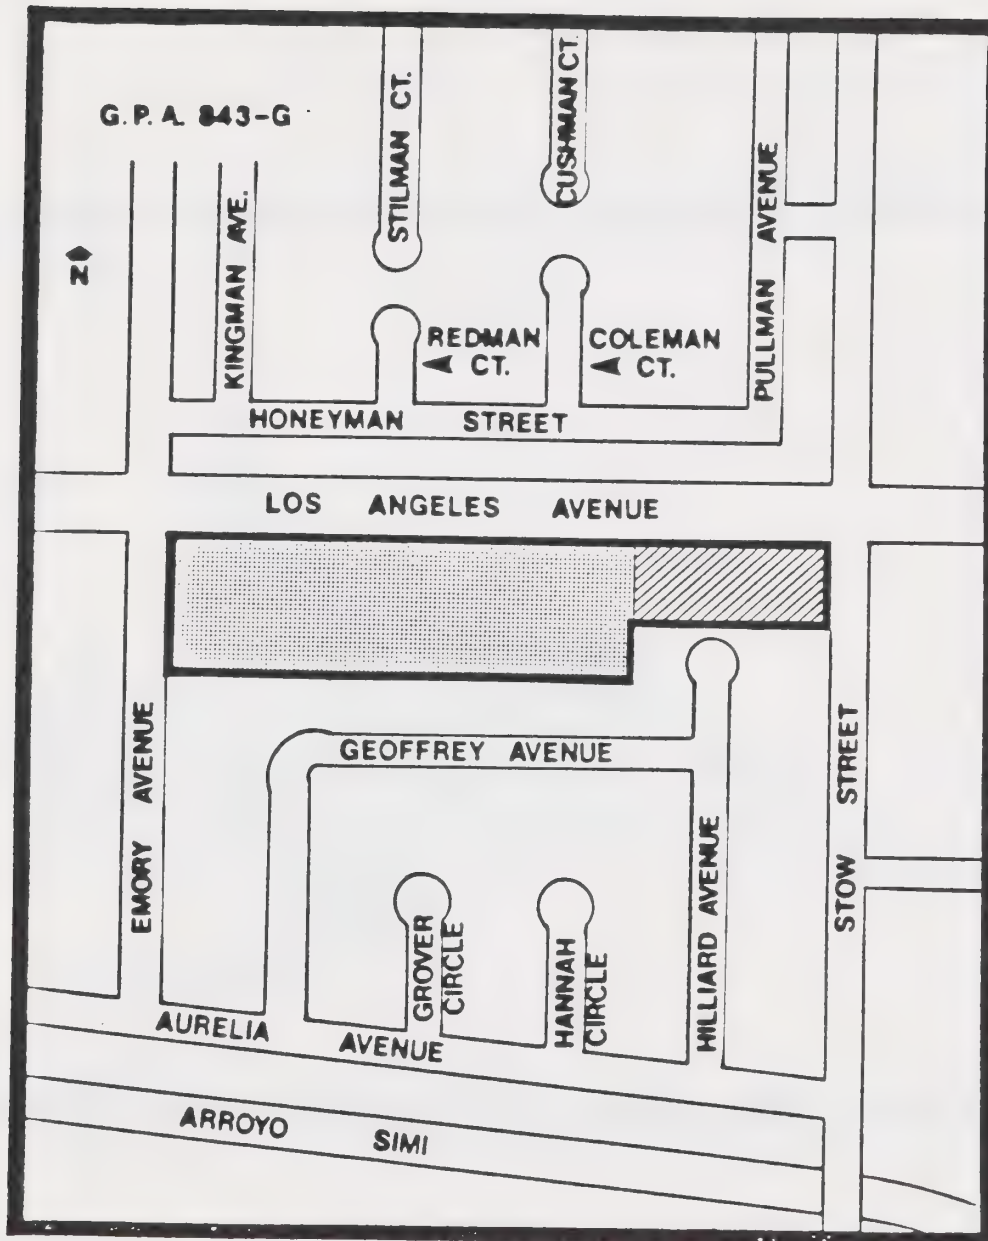 G.P.A. 843-G
N
KINGMAN AVE.
STILMAN CT.
CUSHMAN CT.
PULLMAN AVENUE
REDMAN
CT.
COLEMAN
CT.
HONEYMAN STREET
LOS ANGELES AVENUE
EMORY AVENUE
GEOFFREY AVENUE
STOW STREET
HILLIARD AVENUE
GROVER
CIRCLE
HANNAH
CIRCLE
AURELIA AVENUE
ARROYO SIMI